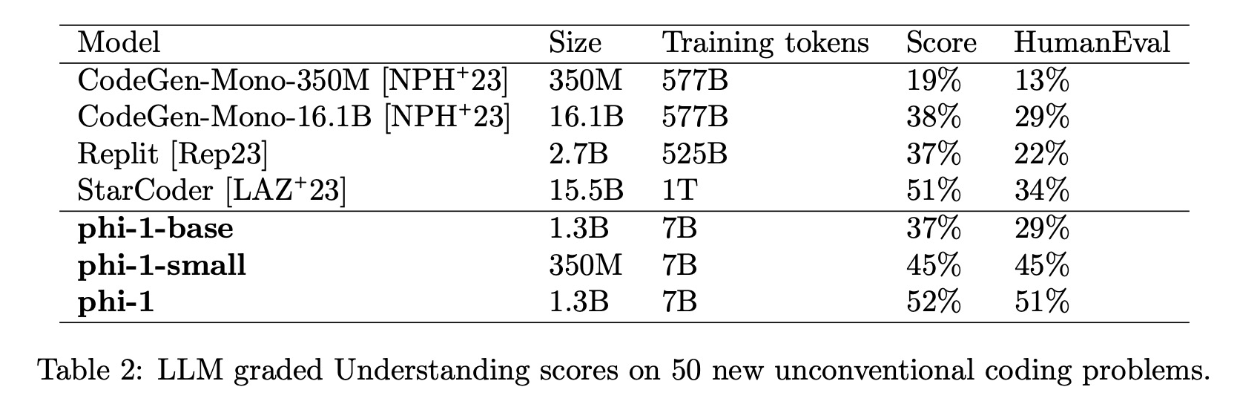 Model Size Training tokens Score HumanEval
CodeGen-Mono-350M [NPH⁺23] 350M 577B 19% 13%
CodeGen-Mono-16.1B [NPH⁺23] 16.1B 577B 38% 29%
Replit [Rep23] 2.7B 525B 37% 22%
StarCoder [LAZ⁺23] 15.5B 1T 51% 34%
phi-1-base 1.3B 7B 37% 29%
phi-1-small 350M 7B 45% 45%
phi-1 1.3B 7B 52% 51%
Table 2: LLM graded Understanding scores on 50 new unconventional coding problems.